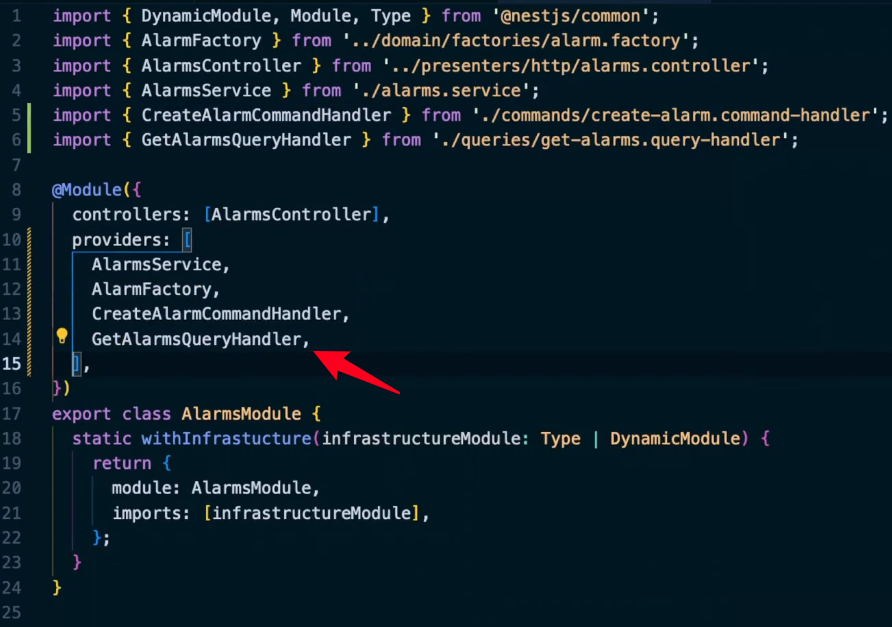 1 import { DynamicModule, Module, Type } from '@nestjs/common';
2 import { AlarmFactory } from '../domain/factories/alarm.factory';
3 import { AlarmsController } from '../presenters/http/alarms.controller';
4 import { AlarmsService } from './alarms.service';
5 import { CreateAlarmCommandHandler } from './commands/create-alarm.command-handler';
6 import { GetAlarmsQueryHandler } from './queries/get-alarms.query-handler';
7
8 @Module({
9   controllers: [AlarmsController],
10   providers: [
11     AlarmsService,
12     AlarmFactory,
13     CreateAlarmCommandHandler,
14     GetAlarmsQueryHandler,
15   ],
16 })
17 export class AlarmsModule {
18   static withInfrastucture(infrastructureModule: Type | DynamicModule) {
19     return {
20       module: AlarmsModule,
21       imports: [infrastructureModule],
22     };
23   }
24 }
25